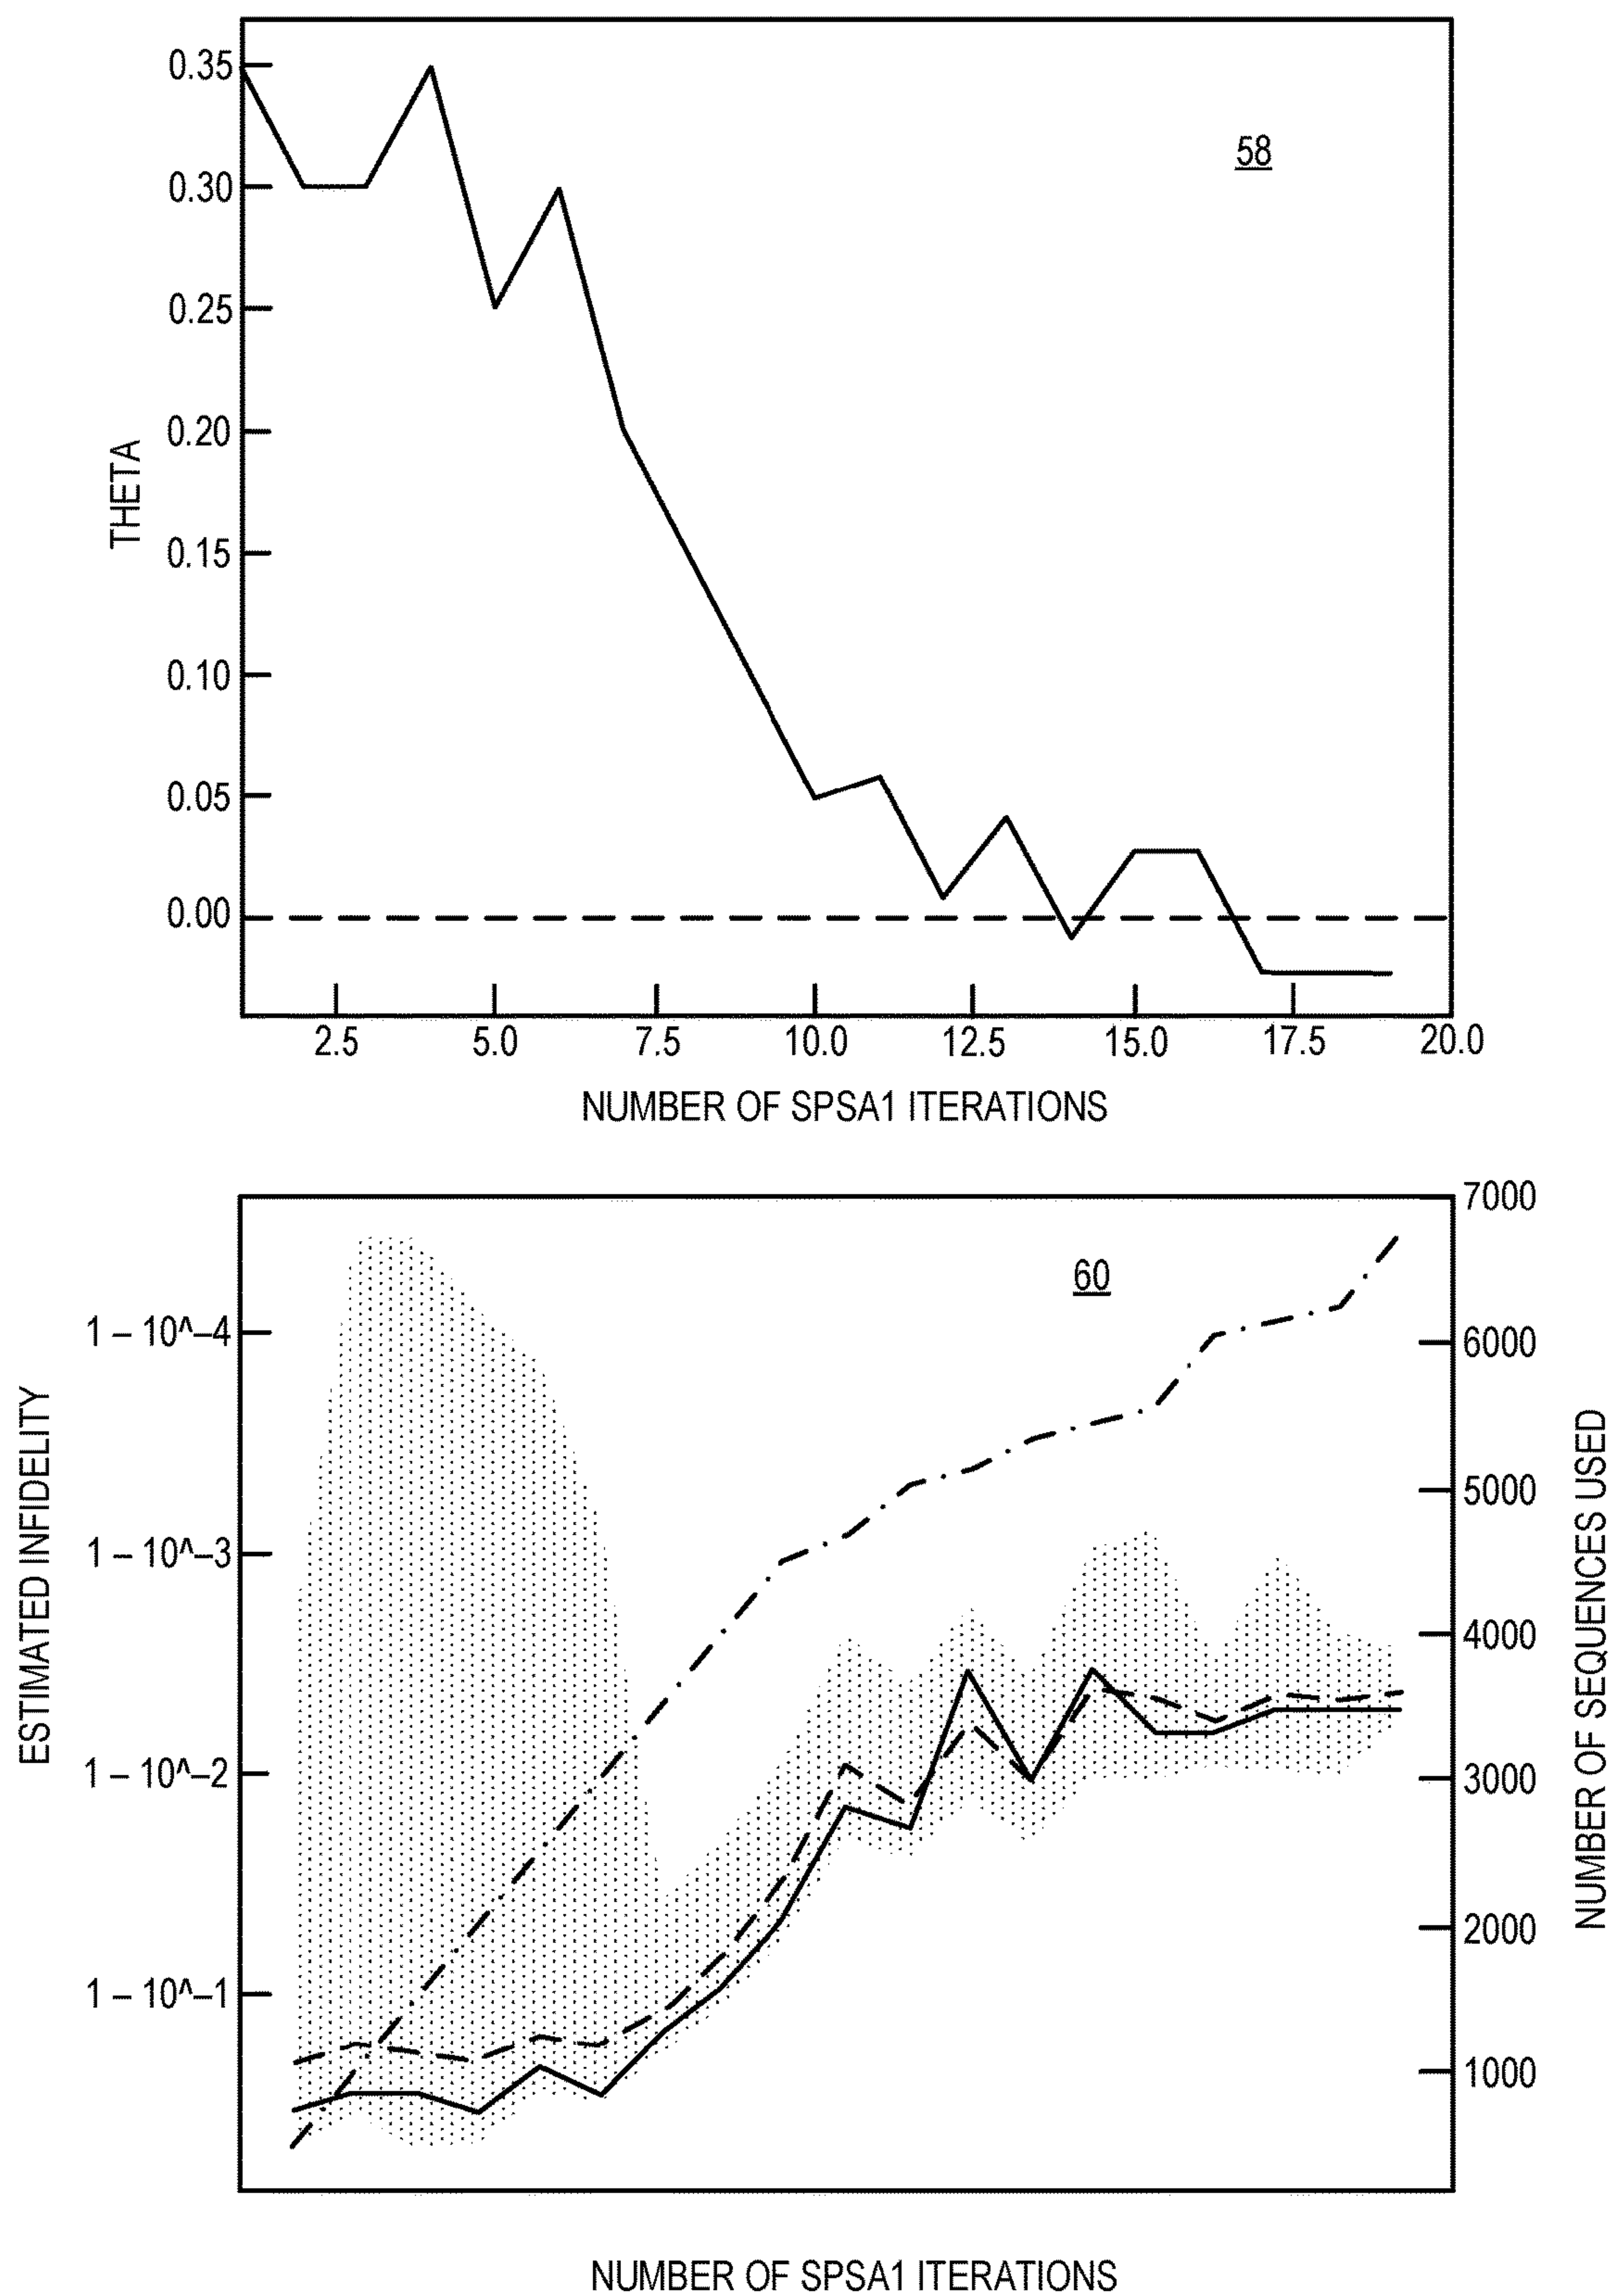 0.35
0.30
0.25
0.20
0.15
0.10
0.05
0.00
THETA
58
2.5
5.0
7.5
10.0
12.5
15.0
17.5
20.0
NUMBER OF SPSA1 ITERATIONS
ESTIMATED INFIDELITY
1 – 10^–4
1 – 10^–3
1 – 10^–2
1 – 10^–1
60
7000
6000
5000
4000
3000
2000
1000
NUMBER OF SEQUENCES USED
NUMBER OF SPSA1 ITERATIONS